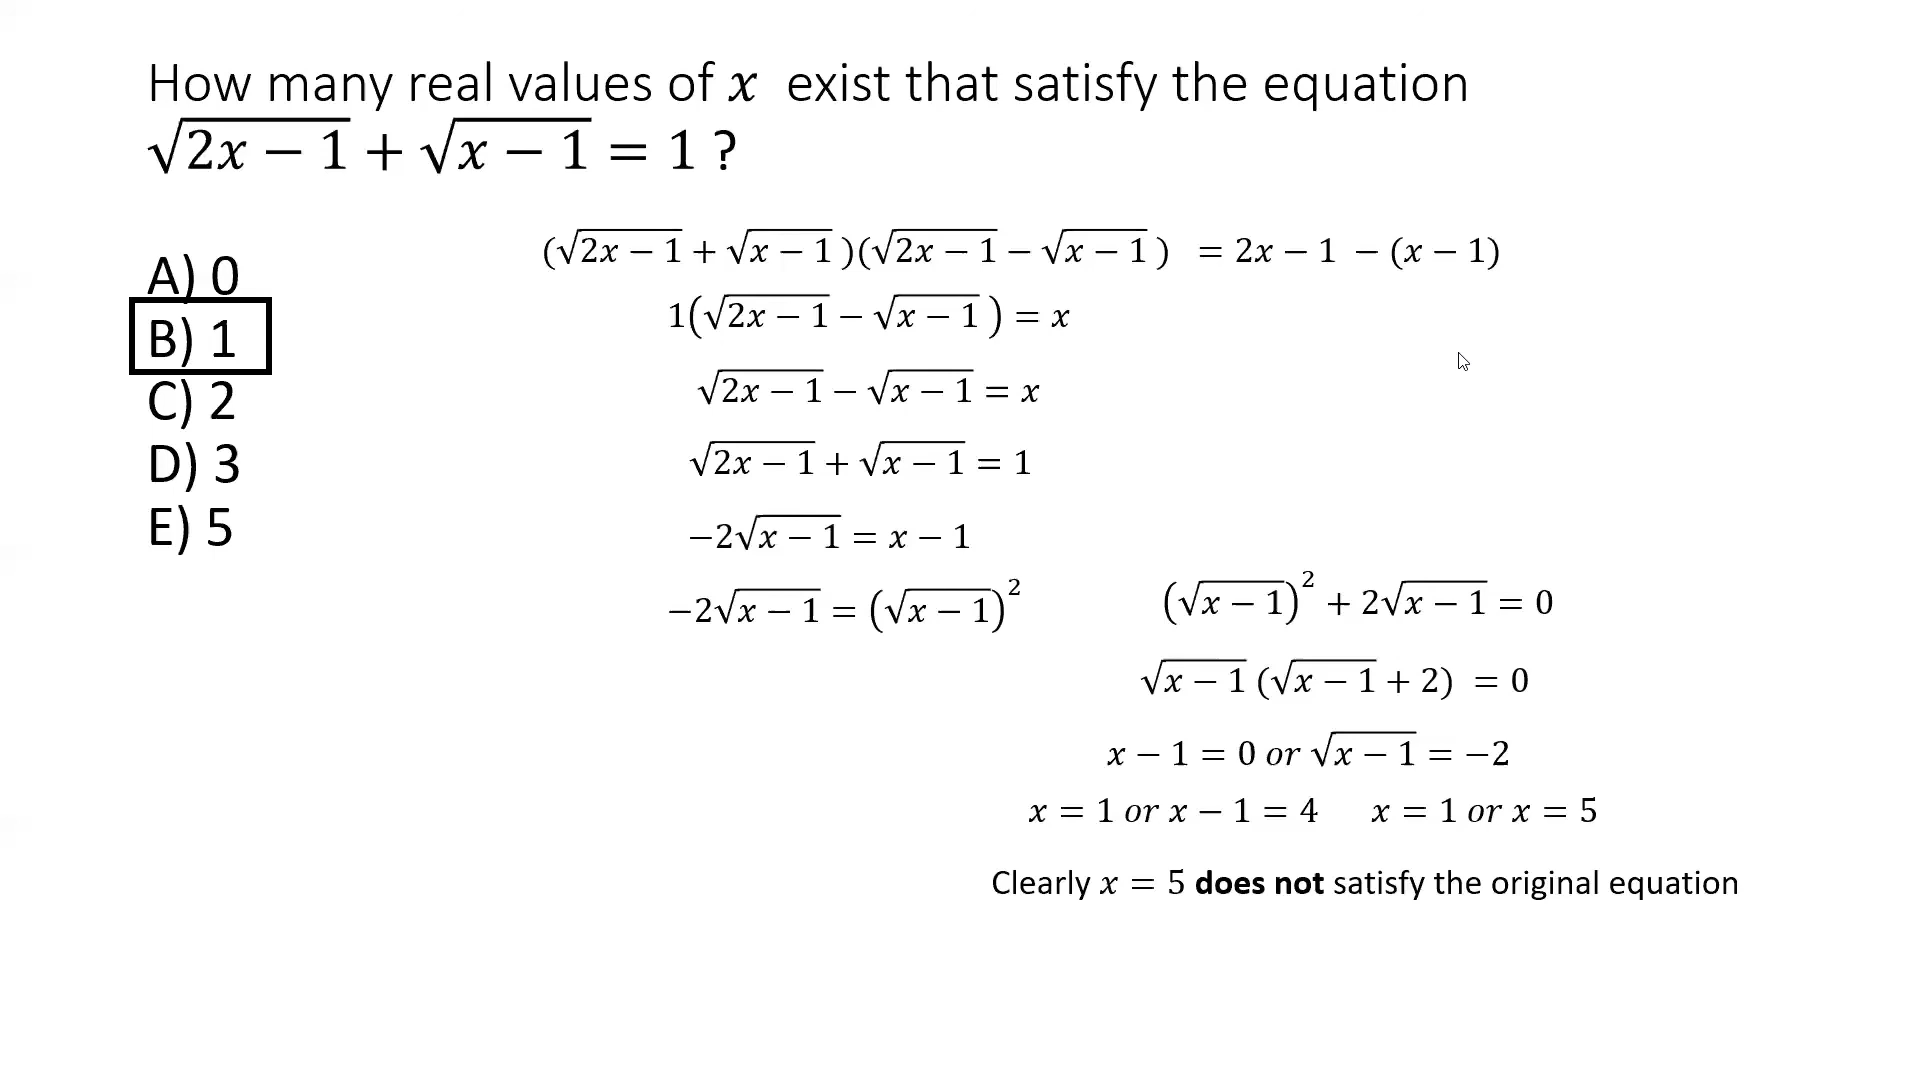 How many real values of x exist that satisfy the equation
√(2x − 1) + √(x − 1) = 1 ?
A) 0
B) 1
C) 2
D) 3
E) 5
(√(2x − 1) + √(x − 1) )(√(2x − 1) − √(x − 1) ) = 2x − 1 − (x − 1)
1(√(2x − 1) − √(x − 1) ) = x
√(2x − 1) − √(x − 1) = x
√(2x − 1) + √(x − 1) = 1
−2√(x − 1) = x − 1
−2√(x − 1) = (√(x − 1))²
(√(x − 1))² + 2√(x − 1) = 0
√(x − 1) (√(x − 1) + 2) = 0
x − 1 = 0 or √(x − 1) = −2
x = 1 or x − 1 = 4 x = 1 or x = 5
Clearly x = 5 does not satisfy the original equation